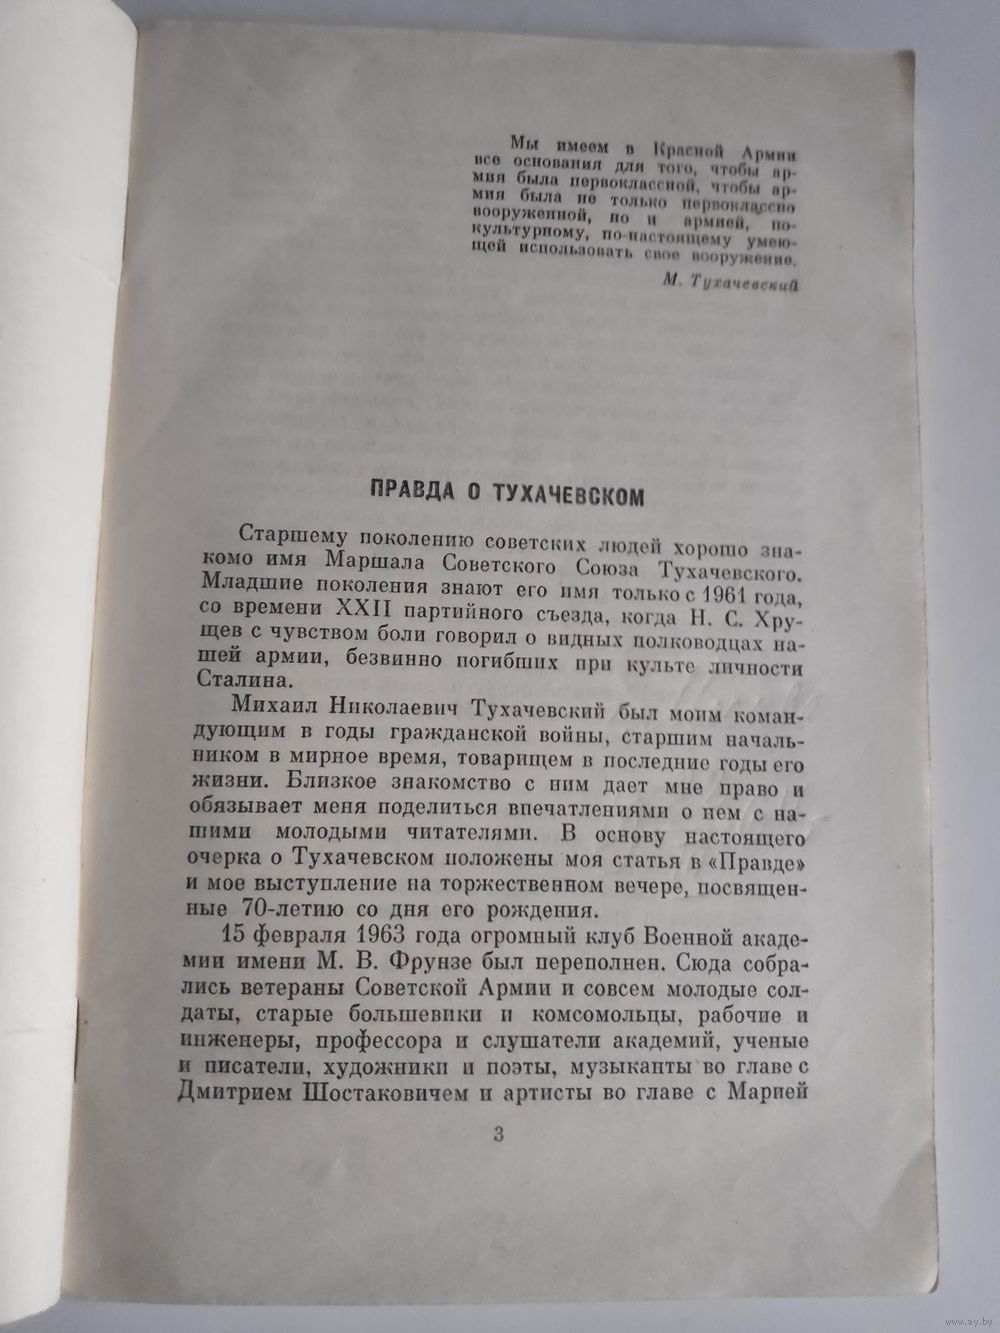 Мы имеем в Красной Армии
все основания для того, чтобы ар-
мия была первоклассной, чтобы ар-
мия была не только первоклассно
вооруженной, но и армией, по-
культурному, по-настоящему умею-
щей использовать свое вооружение.
М. Тухачевский
ПРАВДА О ТУХАЧЕВСКОМ
Старшему поколению советских людей хорошо зна-
комо имя Маршала Советского Союза Тухачевского.
Младшие поколения знают его имя только с 1961 года,
со времени XXII партийного съезда, когда Н. С. Хру-
щев с чувством боли говорил о видных полководцах на-
шей армии, безвинно погибших при культе личности
Сталина.
Михаил Николаевич Тухачевский был моим коман-
дующим в годы гражданской войны, старшим началь-
ником в мирное время, товарищем в последние годы его
жизни. Близкое знакомство с ним дает мне право и
обязывает меня поделиться впечатлениями о нем с на-
шими молодыми читателями. В основу настоящего
очерка о Тухачевском положены моя статья в «Правде»
и мое выступление на торжественном вечере, посвящен-
ные 70-летию со дня его рождения.
15 февраля 1963 года огромный клуб Военной акаде-
мии имени М. В. Фрунзе был переполнен. Сюда собра-
лись ветераны Советской Армии и совсем молодые сол-
даты, старые большевики и комсомольцы, рабочие и
инженеры, профессора и слушатели академий, ученые
и писатели, художники и поэты, музыканты во главе с
Дмитрием Шостаковичем и артисты во главе с Марией
3
www.ay.by